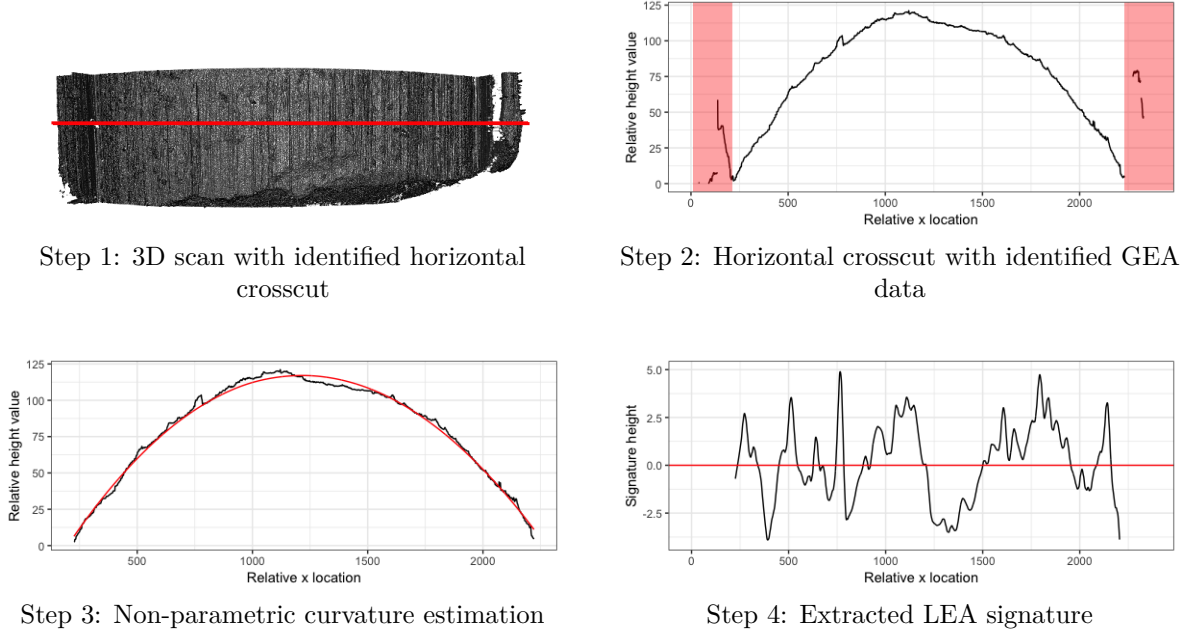 125
100
75
50
25
0
Relative height value
0
500
1000
1500
2000
Relative x location
Step 1: 3D scan with identified horizontal
crosscut
Step 2: Horizontal crosscut with identified GEA
data
125
100
75
50
25
0
Relative height value
500
1000
1500
2000
Relative x location
Step 3: Non-parametric curvature estimation
5.0
2.5
0.0
-2.5
Signature height
0
500
1000
1500
2000
Relative x location
Step 4: Extracted LEA signature